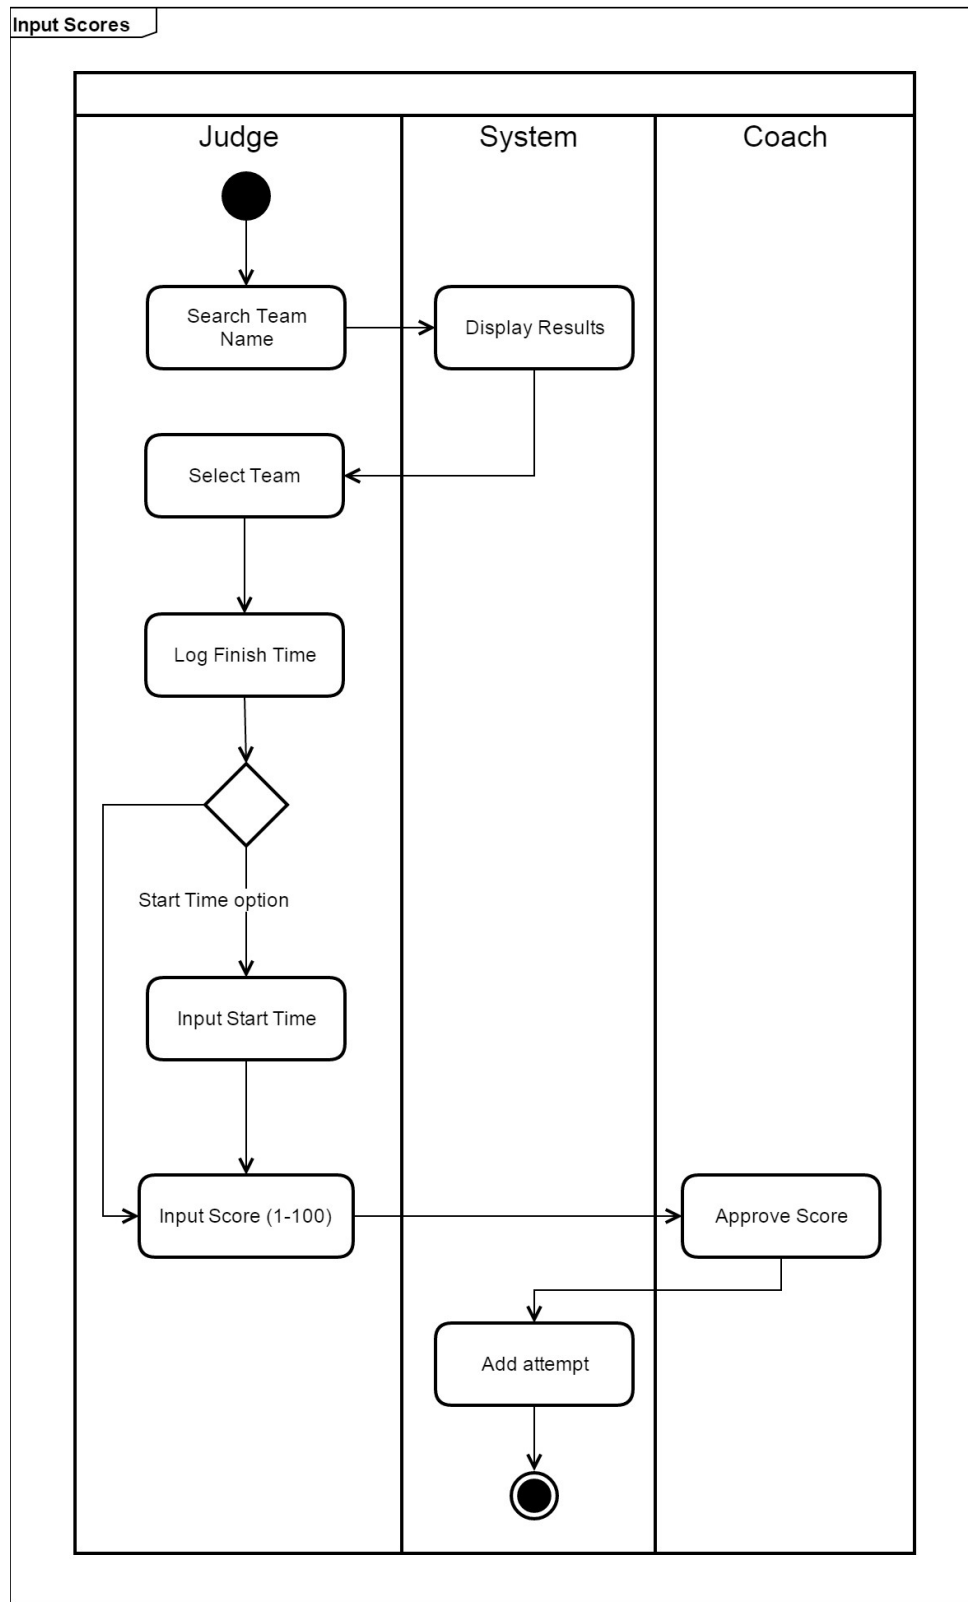 Input Scores
Judge
System
Coach
Search Team
Name
Display Results
Select Team
Log Finish Time
Start Time option
Input Start Time
Input Score (1-100)
Approve Score
Add attempt